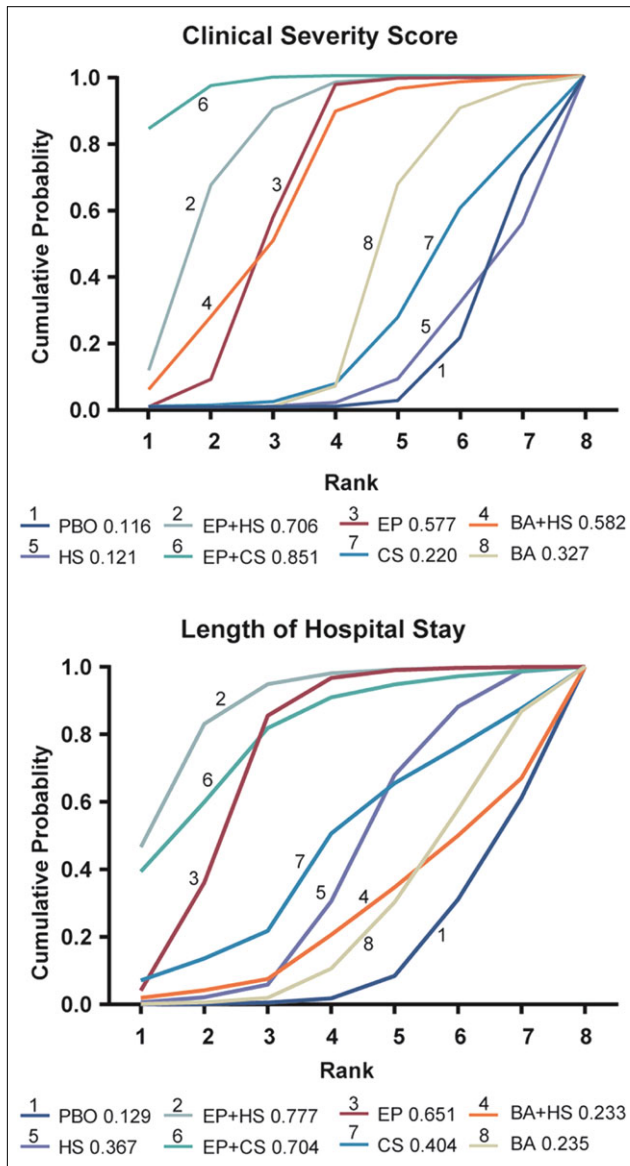 Clinical Severity Score
Cumulative Probablity
1.0
0.8
0.6
0.4
0.2
0.0
6
2
3
4
8
7
5
1
1 2 3 4 5 6 7 8
Rank
1 PBO 0.116 2 EP+HS 0.706 3 EP 0.577 4 BA+HS 0.582
5 HS 0.121 6 EP+CS 0.851 7 CS 0.220 8 BA 0.327
Length of Hospital Stay
Cumulative Probablity
1.0
0.8
0.6
0.4
0.2
0.0
2
6
3
7
5
4
8
1
1 2 3 4 5 6 7 8
Rank
1 PBO 0.129 2 EP+HS 0.777 3 EP 0.651 4 BA+HS 0.233
5 HS 0.367 6 EP+CS 0.704 7 CS 0.404 8 BA 0.235